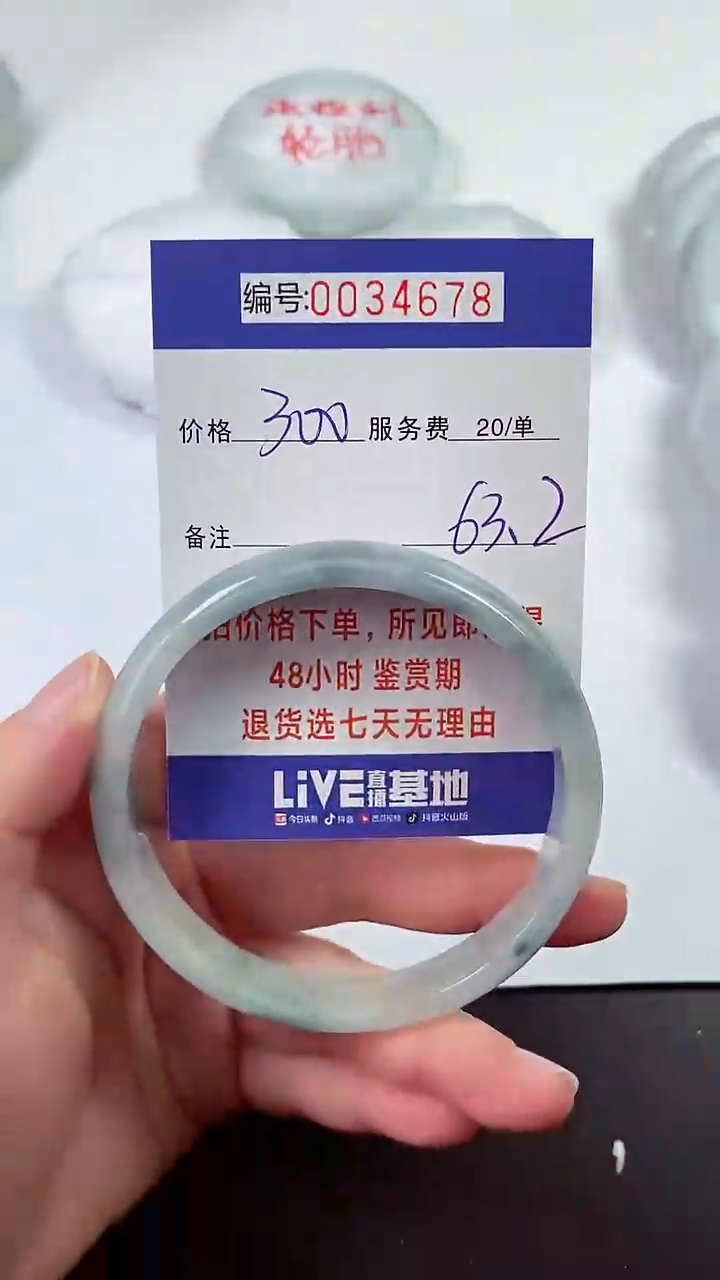 轮胎
编号:0034678
价格 300 服务费 20/单
备注 63.2
价格下单，所见即
48小时 鉴赏期
退货选七天无理由
LiVE直播基地
今日头条 抖音 西瓜视频 抖音火山版